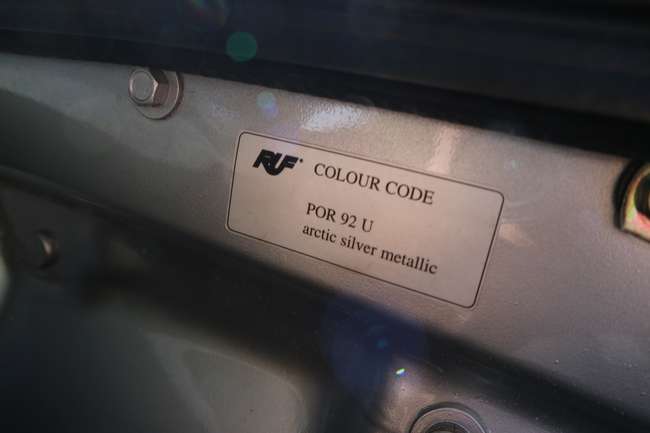 RUF® COLOUR CODE
POR 92 U
arctic silver metallic